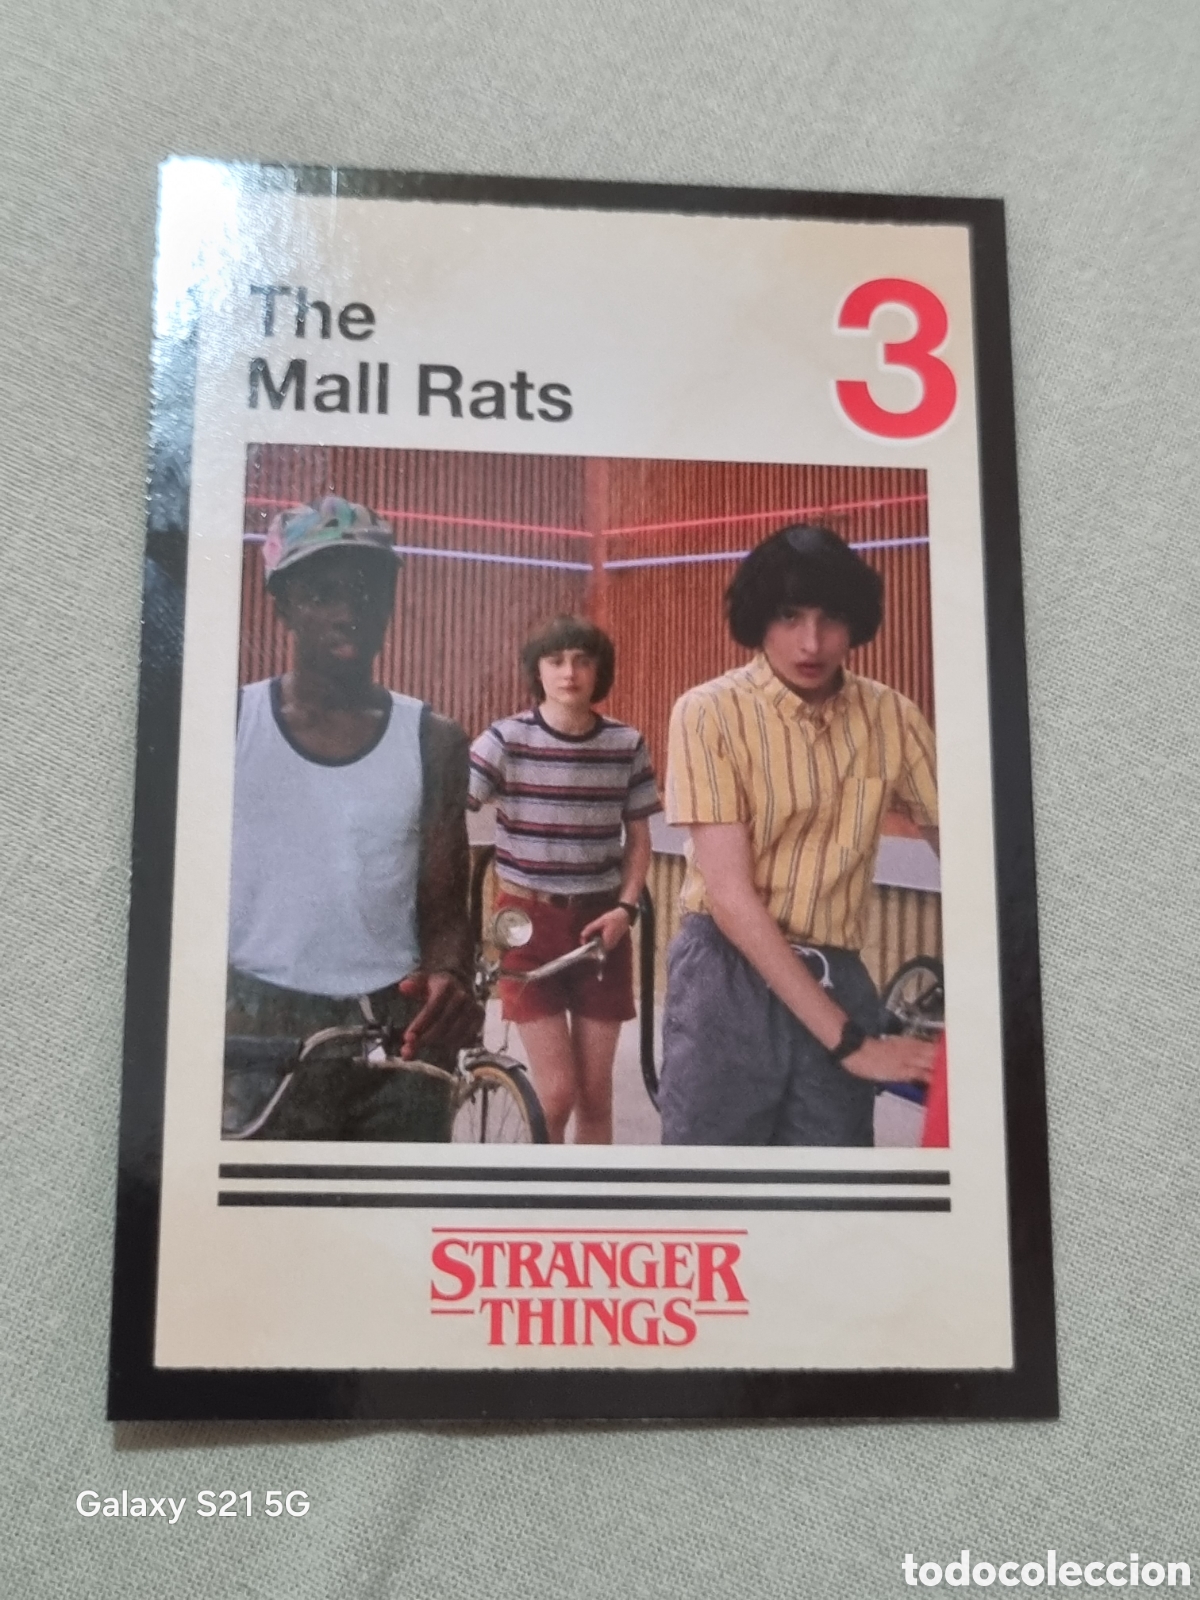 The
Mall Rats
3
STRANGER
THINGS
Galaxy S21 5G
todocoleccion